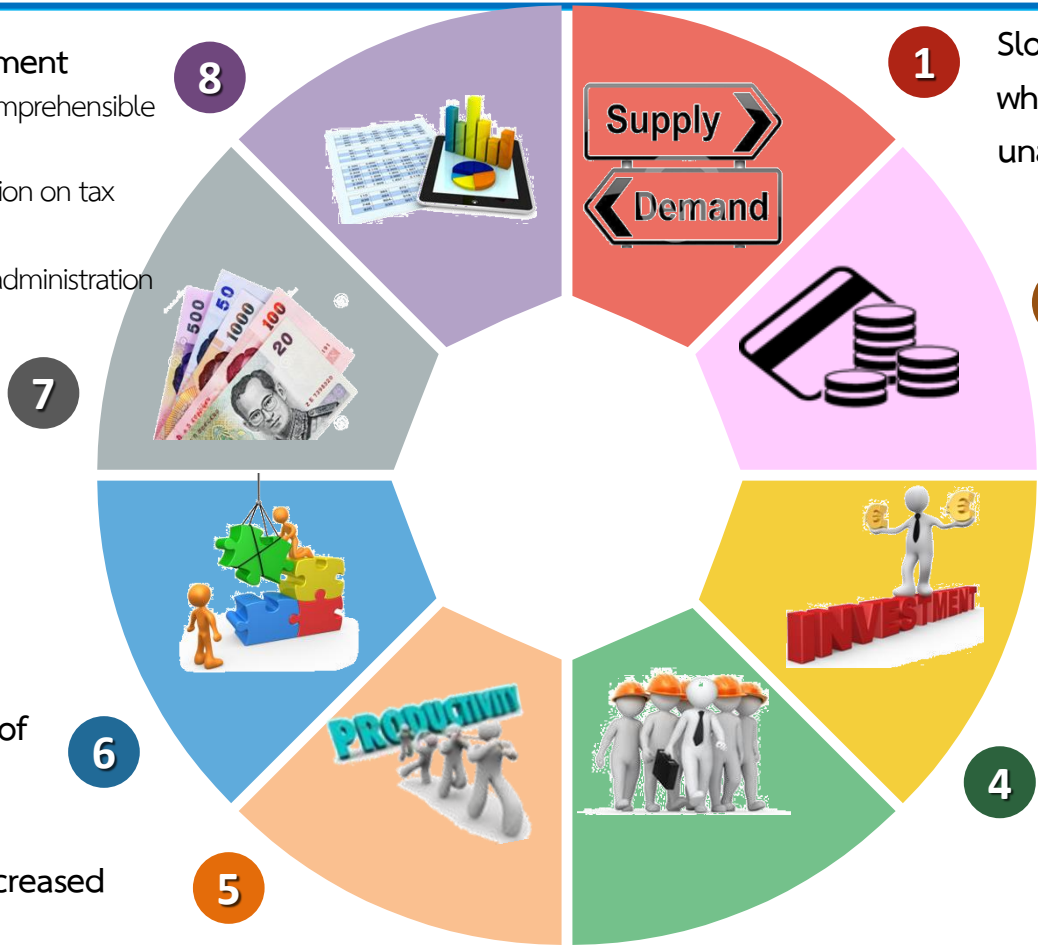 8
ment
mprehensible
ion on tax
administration
1
Slo
wh
una
Supply
Demand
500
50
1000
100
20
7
INVESTMENT
PRODUCTIVITY
6
of
4
5
creased